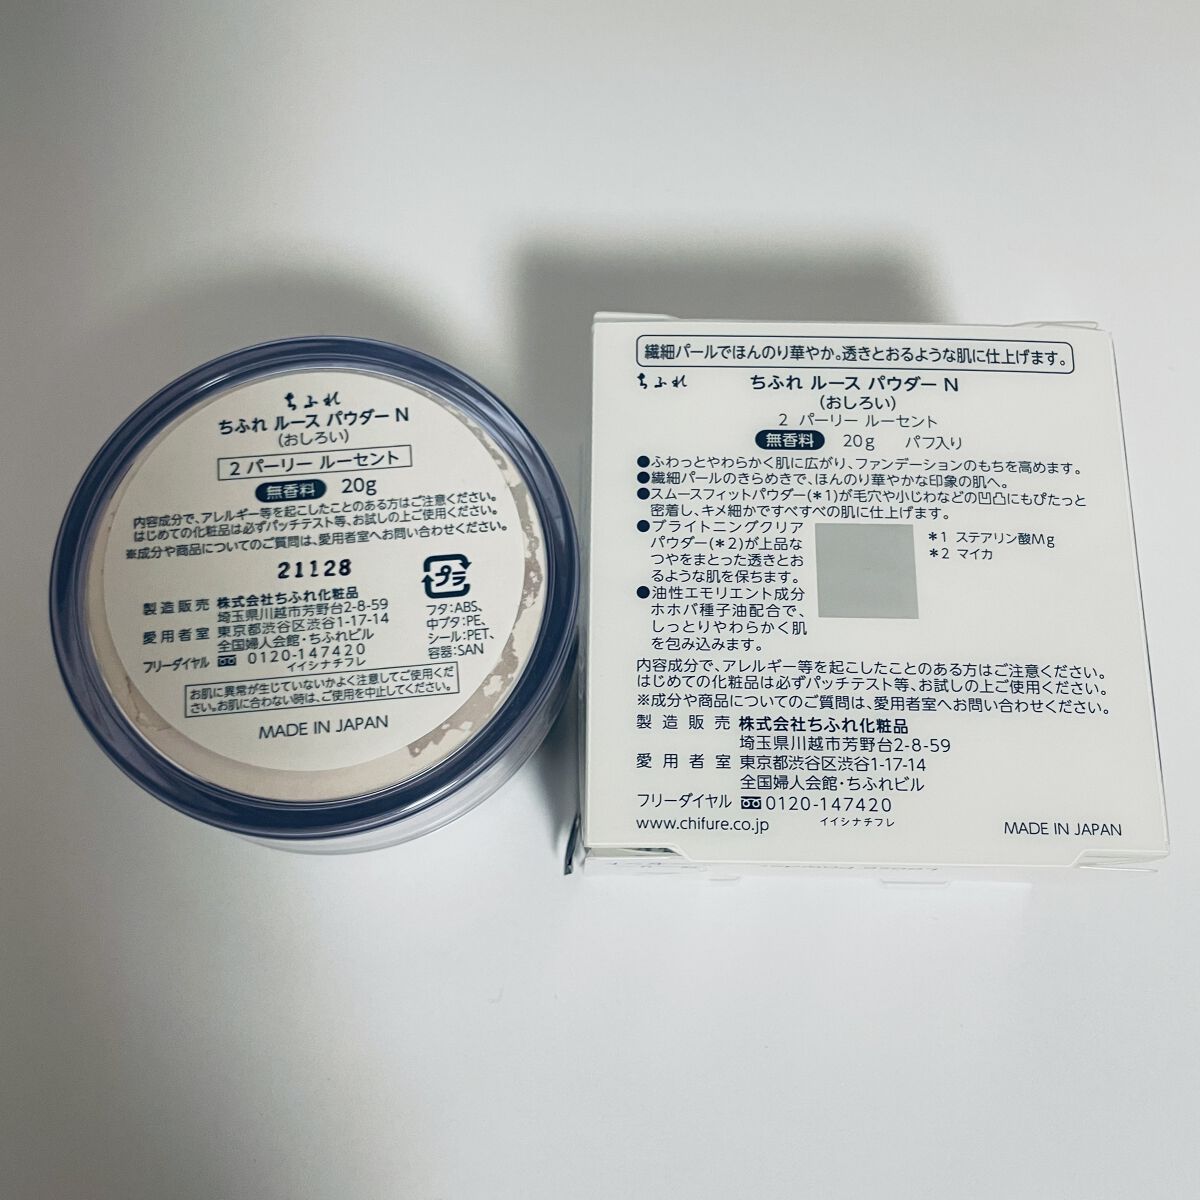 ちふれ
ちふれ ルース パウダー N
(おしろい)
2 パーリー ルーセント
無香料 20g
内容成分で、アレルギー等を起こしたことのある方はご注意ください。
はじめての化粧品は必ずパッチテスト等、お試しの上ご使用ください。
※成分や商品についてのご質問は、愛用者室へお問い合わせください。
21128
製造販売 株式会社ちふれ化粧品
埼玉県川越市芳野台2-8-59
愛用者室 東京都渋谷区渋谷1-17-14
全国婦人会館・ちふれビル
フリーダイヤル 0120-147420
イイシナチフレ
プラ
フタ:ABS、
中ブタ:PE、
シール:PET、
容器:SAN
お肌に異常が生じていないかよく注意してご使用くだ
さい。お肌に合わない時は、ご使用を中止してください。
MADE IN JAPAN
繊細パールでほんのり華やか。透きとおるような肌に仕上げます。
ちふれ ちふれ ルース パウダー N
(おしろい)
2 パーリー ルーセント
無香料 20g パフ入り
●ふわっとやわらかく肌に広がり、ファンデーションのもちを高めます。
●繊細パールのきらめきで、ほんのり華やかな印象の肌へ。
●スムースフィットパウダー(*1)が毛穴や小じわなどの凹凸にもぴたっと
密着し、キメ細かですべすべの肌に仕上げます。
●ブライトニングクリア
パウダー(*2)が上品な
つやをまとった透きとお
るような肌を保ちます。
●油性エモリエント成分
ホホバ種子油配合で、
しっとりやわらかく肌
を包み込みます。
*1 ステアリン酸Mg
*2 マイカ
内容成分で、アレルギー等を起こしたことのある方はご注意ください。
はじめての化粧品は必ずパッチテスト等、お試しの上ご使用ください。
※成分や商品についてのご質問は、愛用者室へお問い合わせください。
製造販売 株式会社ちふれ化粧品
埼玉県川越市芳野台2-8-59
愛用者室 東京都渋谷区渋谷1-17-14
全国婦人会館・ちふれビル
フリーダイヤル 0120-147420
www.chifure.co.jp イイシナチフレ MADE IN JAPAN